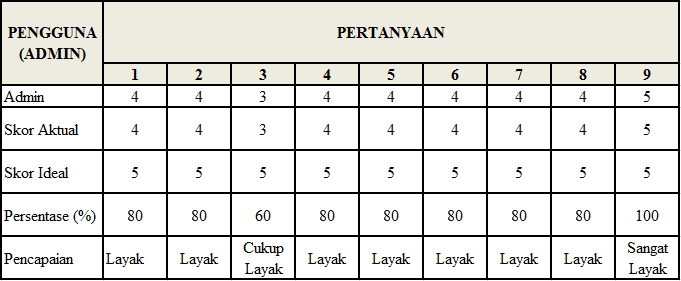 PENGGUNA (ADMIN) PERTANYAAN
1 2 3 4 5 6 7 8 9
Admin 4 4 3 4 4 4 4 4 5
Skor Aktual 4 4 3 4 4 4 4 4 5
Skor Ideal 5 5 5 5 5 5 5 5 5
Persentase (%) 80 80 60 80 80 80 80 80 100
Pencapaian Layak Layak Cukup Layak Layak Layak Layak Layak Layak Sangat Layak